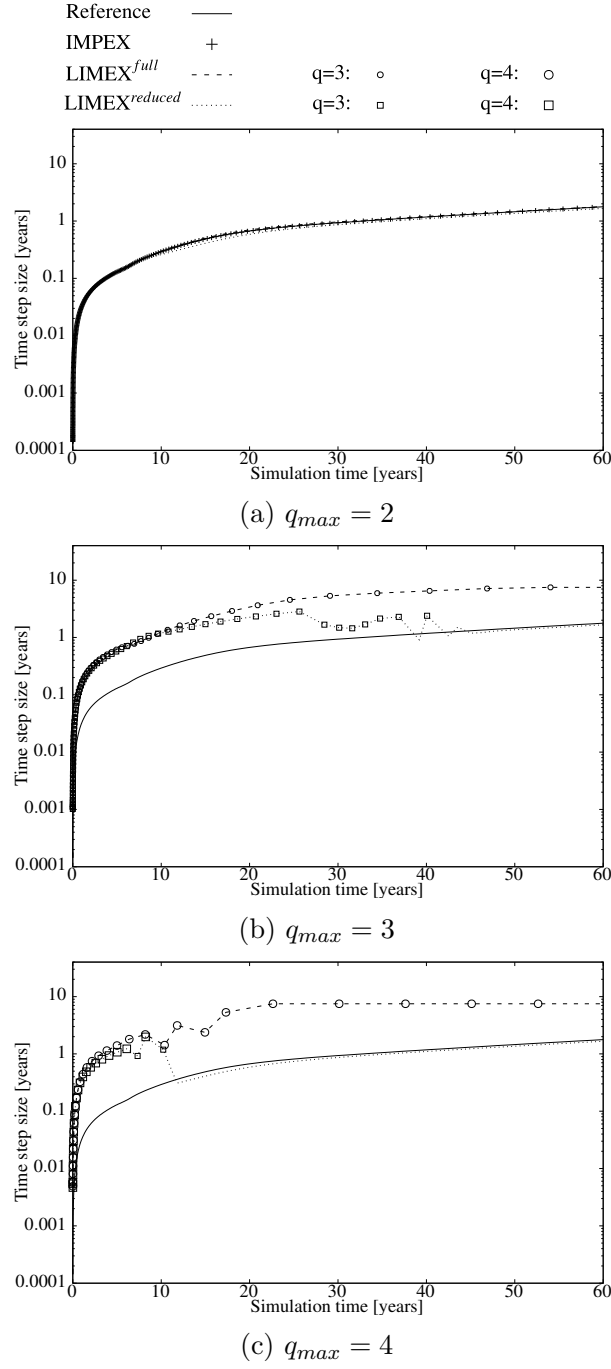 Reference
IMPEX
LIMEX^full q=3: q=4:
LIMEX^reduced q=3: q=4:
Time step size [years]
10
1
0.1
0.01
0.001
0.0001
0 10 20 30 40 50 60
Simulation time [years]
(a) q_max = 2
Time step size [years]
10
1
0.1
0.01
0.001
0.0001
0 10 20 30 40 50 60
Simulation time [years]
(b) q_max = 3
Time step size [years]
10
1
0.1
0.01
0.001
0.0001
0 10 20 30 40 50 60
Simulation time [years]
(c) q_max = 4